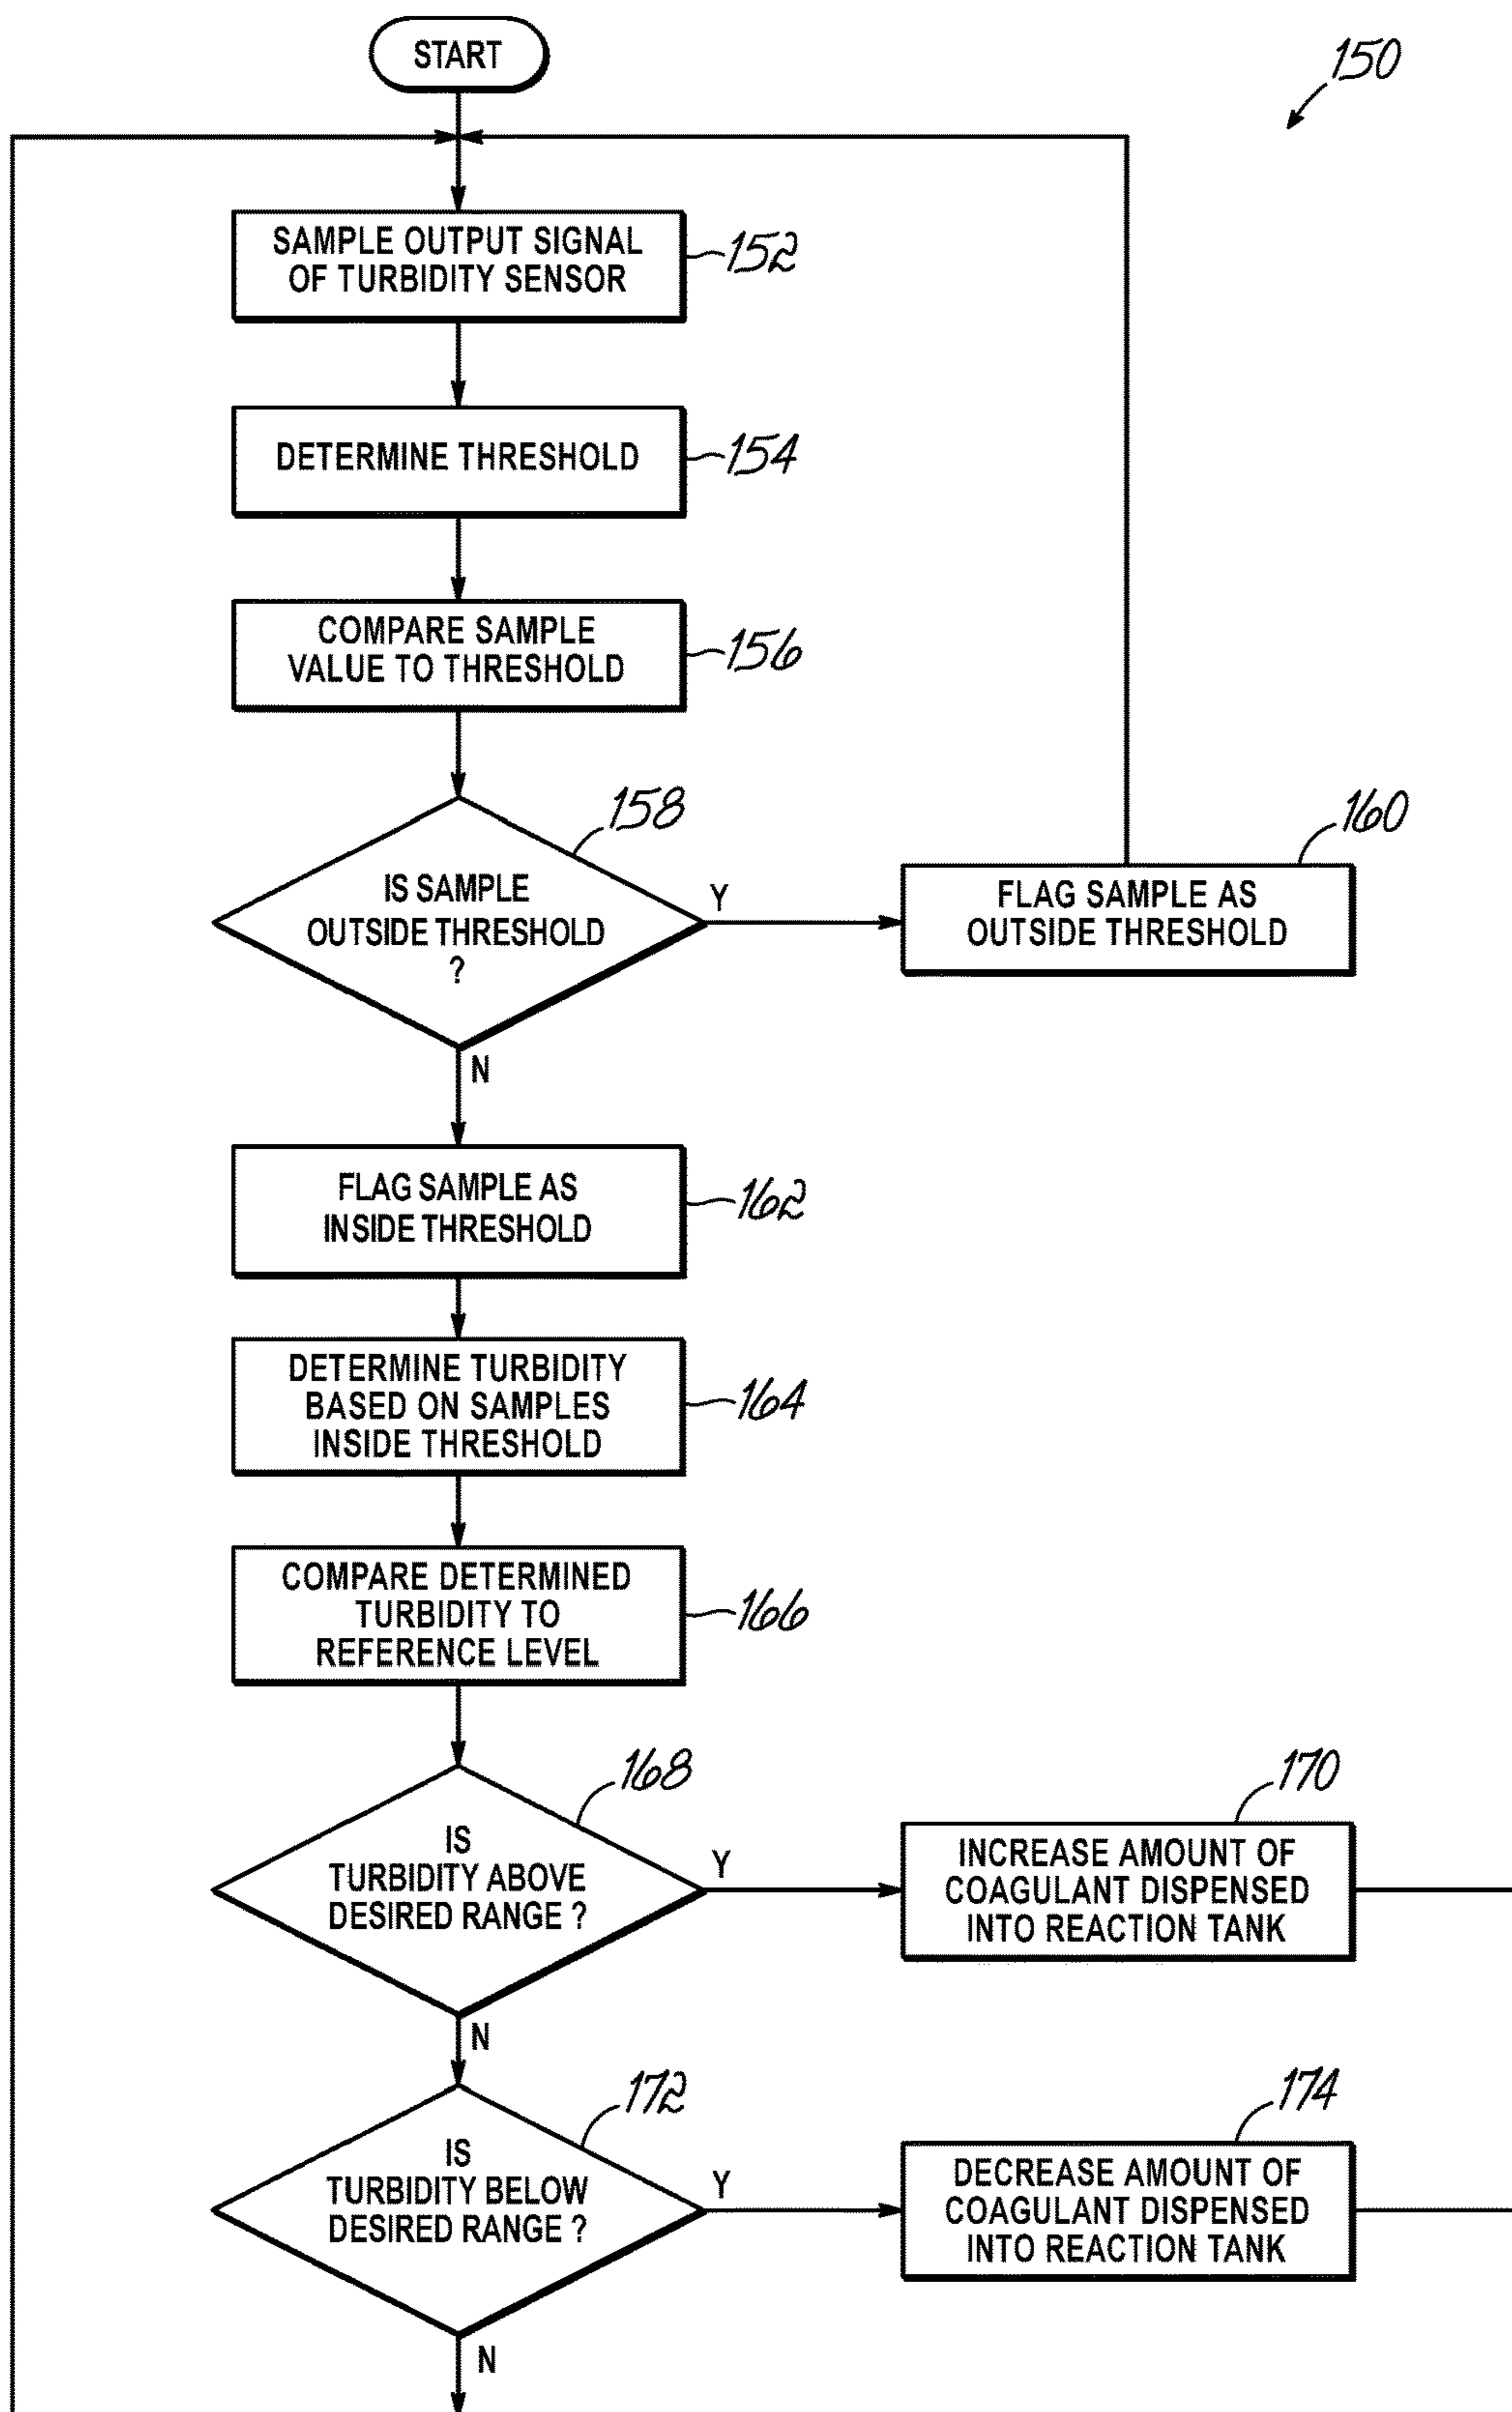 START
150
SAMPLE OUTPUT SIGNAL
OF TURBIDITY SENSOR
152
DETERMINE THRESHOLD
154
COMPARE SAMPLE
VALUE TO THRESHOLD
156
158
IS SAMPLE
OUTSIDE THRESHOLD
?
Y
160
FLAG SAMPLE AS
OUTSIDE THRESHOLD
N
FLAG SAMPLE AS
INSIDE THRESHOLD
162
DETERMINE TURBIDITY
BASED ON SAMPLES
INSIDE THRESHOLD
164
COMPARE DETERMINED
TURBIDITY TO
REFERENCE LEVEL
166
168
IS
TURBIDITY ABOVE
DESIRED RANGE ?
Y
170
INCREASE AMOUNT OF
COAGULANT DISPENSED
INTO REACTION TANK
N
172
IS
TURBIDITY BELOW
DESIRED RANGE ?
Y
174
DECREASE AMOUNT OF
COAGULANT DISPENSED
INTO REACTION TANK
N